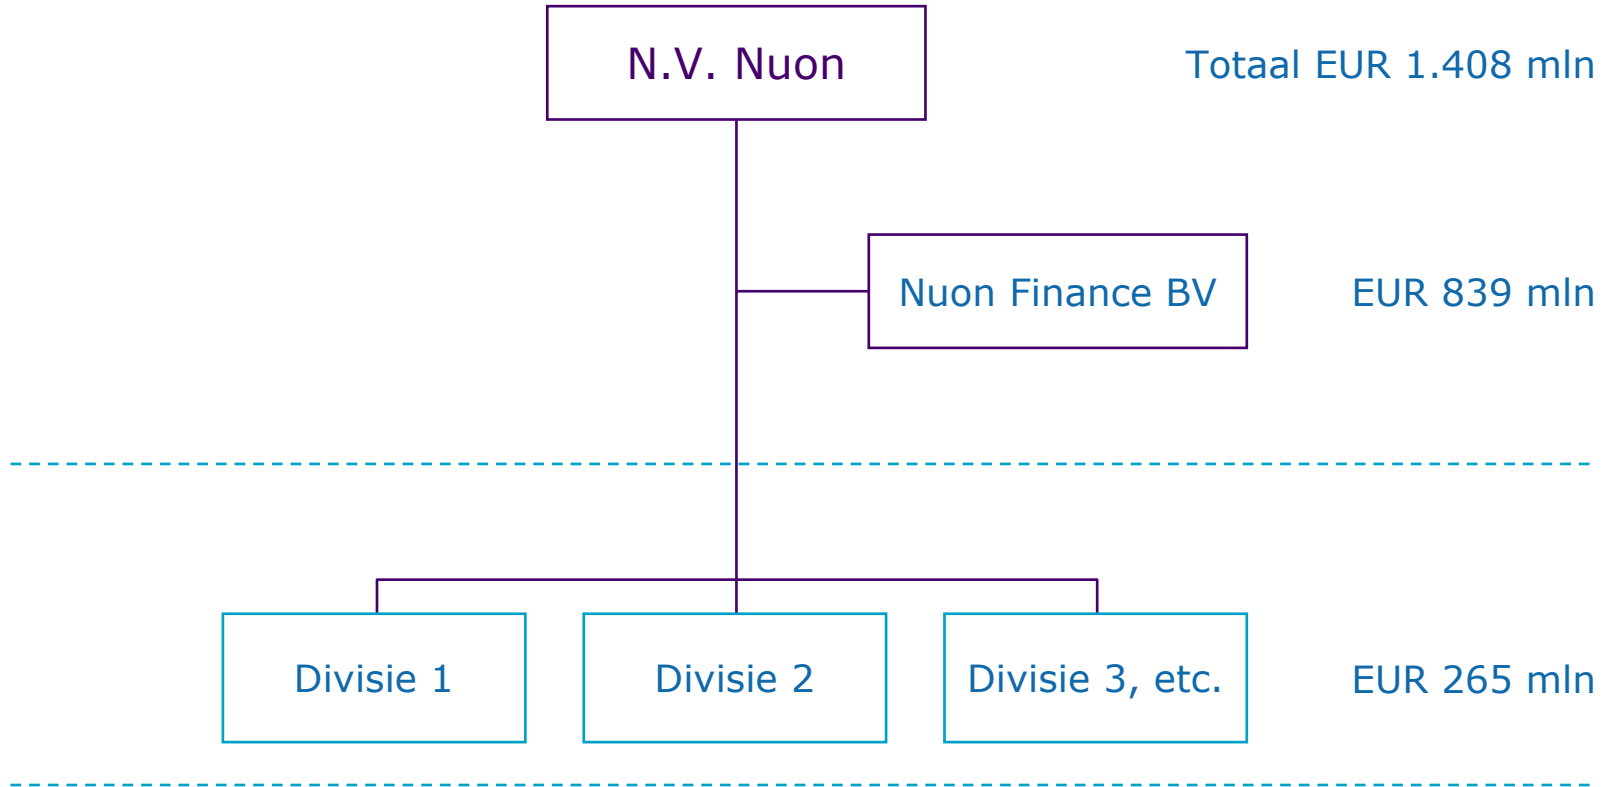 N.V. Nuon
Totaal EUR 1.408 mln
Nuon Finance BV
EUR 839 mln
Divisie 1
Divisie 2
Divisie 3, etc.
EUR 265 mln